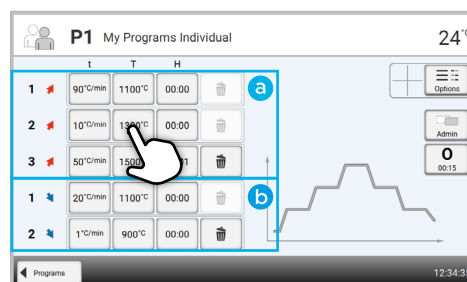 P1 My Programs Individual
24°
t T H
1 90°C/min 1100°C 00:00 a
Options
2 10°C/min 00:00
Admin
3 50°C/min 1500
0
00:15
1 20°C/min 1100°C 00:00 b
2 1°C/min 900°C 00:00
Programs
12:34:35